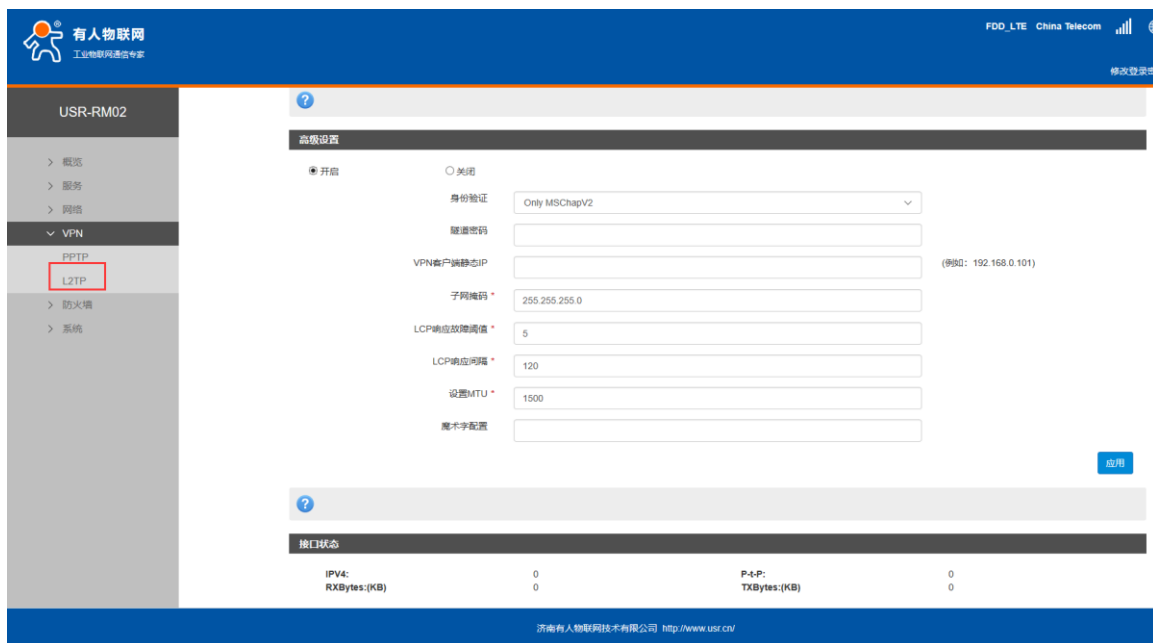 有人物联网
工业物联网通信专家
®
FDD_LTE China Telecom
修改登录密
USR-RM02
> 概览
> 服务
> 网络
VPN
PPTP
L2TP
> 防火墙
> 系统
?
高级设置
开启 关闭
身份验证 Only MSChapV2
隧道密码
VPN客户端静态IP (例如：192.168.0.101)
子网掩码 * 255.255.255.0
LCP响应故障阈值 * 5
LCP响应间隔 * 120
设置MTU * 1500
魔术字配置
应用
?
接口状态
IPV4: 0 P-t-P: 0
RXBytes:(KB) 0 TXBytes:(KB) 0
济南有人物联网技术有限公司 http://www.usr.cn/